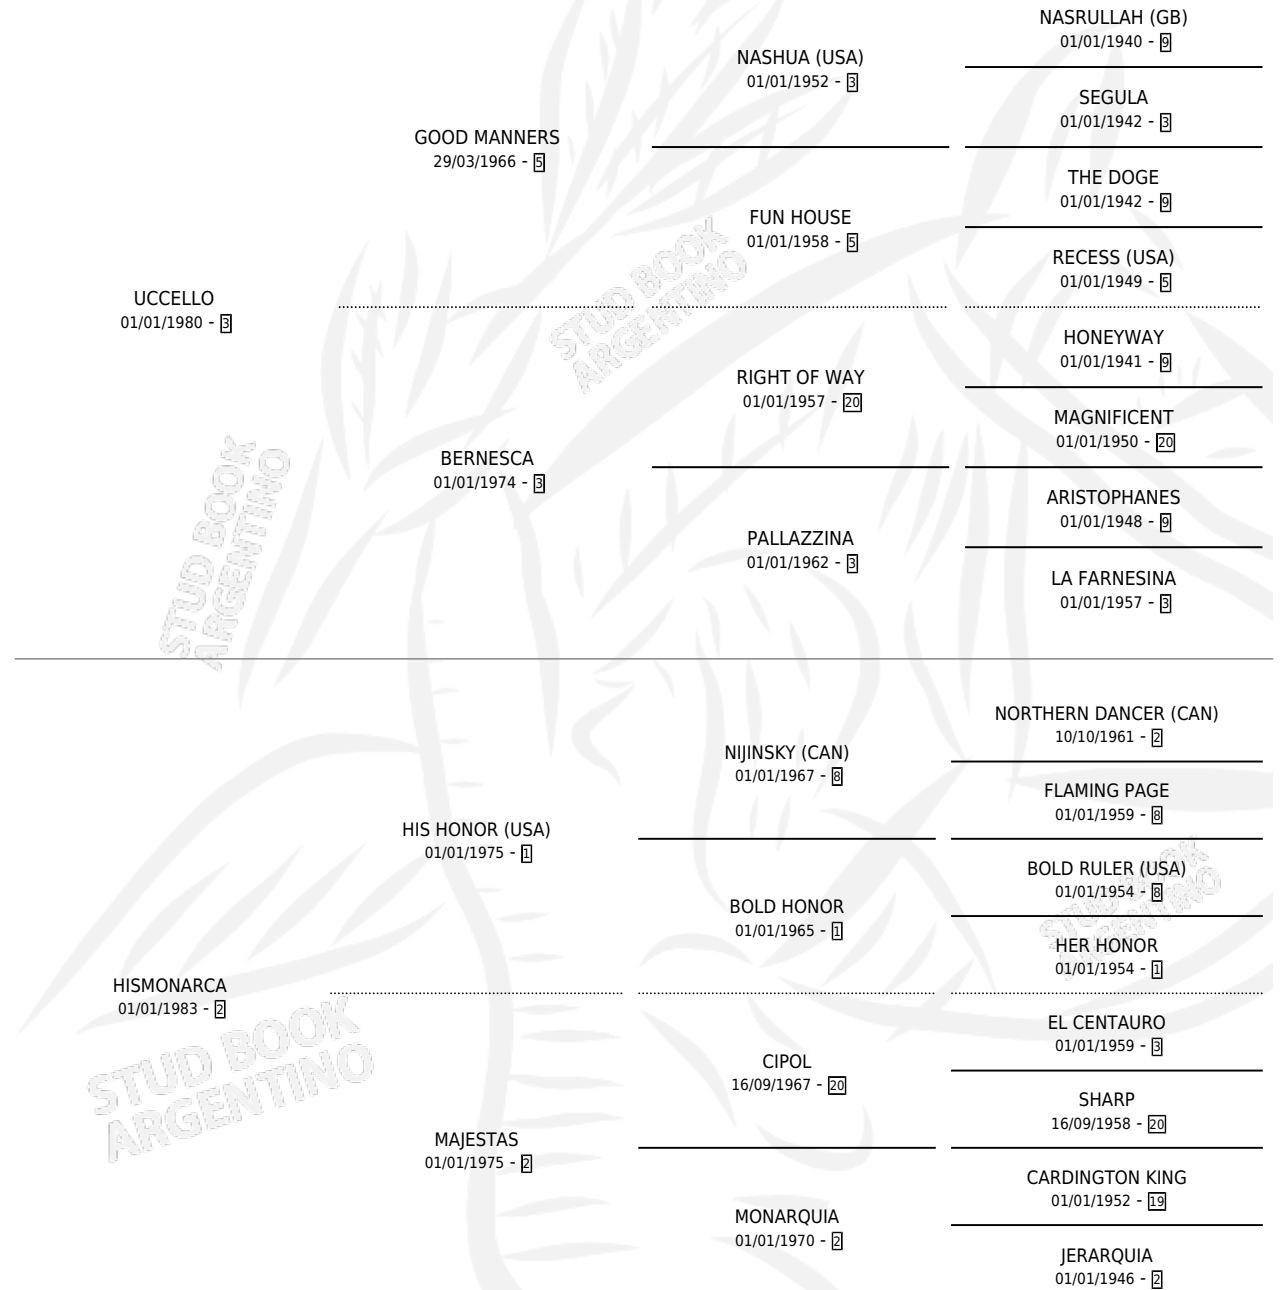 NASRULLAH (GB)
01/01/1940 - 9
NASHUA (USA)
01/01/1952 - 3
SEGULA
01/01/1942 - 3
GOOD MANNERS
29/03/1966 - 5
THE DOGE
01/01/1942 - 9
FUN HOUSE
01/01/1958 - 5
RECESS (USA)
01/01/1949 - 5
UCCELLO
01/01/1980 - 3
HONEYWAY
01/01/1941 - 9
RIGHT OF WAY
01/01/1957 - 20
MAGNIFICENT
01/01/1950 - 20
BERNESCA
01/01/1974 - 3
ARISTOPHANES
01/01/1948 - 9
PALLAZZINA
01/01/1962 - 3
LA FARNESINA
01/01/1957 - 3
NORTHERN DANCER (CAN)
10/10/1961 - 2
NIJINSKY (CAN)
01/01/1967 - 8
FLAMING PAGE
01/01/1959 - 8
HIS HONOR (USA)
01/01/1975 - 1
BOLD RULER (USA)
01/01/1954 - 8
BOLD HONOR
01/01/1965 - 1
HER HONOR
01/01/1954 - 1
HISMONARCA
01/01/1983 - 2
EL CENTAURO
01/01/1959 - 3
CIPOL
16/09/1967 - 20
SHARP
16/09/1958 - 20
MAJESTAS
01/01/1975 - 2
CARDINGTON KING
01/01/1952 - 19
MONARQUIA
01/01/1970 - 2
JERARQUIA
01/01/1946 - 2
STUD BOOK
ARGENTINO
STUD BOOK
ARGENTINO
STUD BOOK
ARGENTINO
STUD BOOK
ARGENTINO